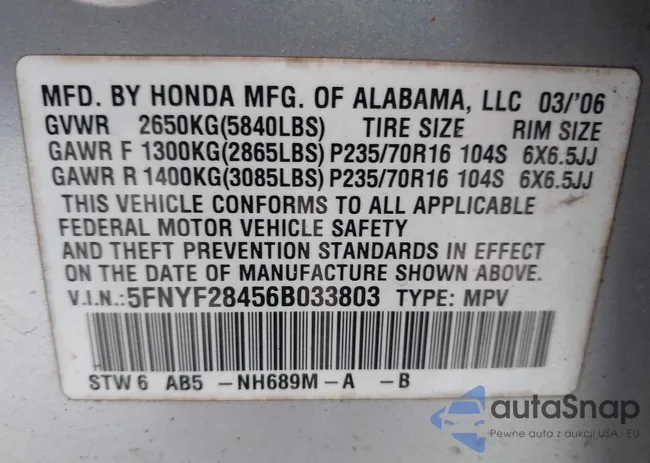 MFD. BY HONDA MFG. OF ALABAMA, LLC 03/'06
GVWR 2650KG(5840LBS) TIRE SIZE RIM SIZE
GAWR F 1300KG(2865LBS) P235/70R16 104S 6X6.5JJ
GAWR R 1400KG(3085LBS) P235/70R16 104S 6X6.5JJ
THIS VEHICLE CONFORMS TO ALL APPLICABLE
FEDERAL MOTOR VEHICLE SAFETY
AND THEFT PREVENTION STANDARDS IN EFFECT
ON THE DATE OF MANUFACTURE SHOWN ABOVE.
V.I.N.:5FNYF28456B033803 TYPE: MPV
STW6 AB5 -NH689M-A -B
autaSnap
Pewne auta z aukcji USA - EU